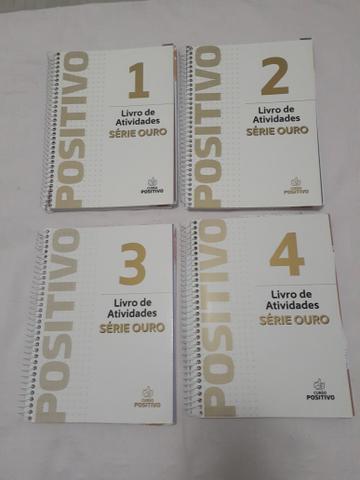 POSITIVO
1
Livro de
Atividades
SÉRIE OURO
CURSO
POSITIVO
POSITIVO
2
Livro de
Atividades
SÉRIE OURO
CURSO
POSITIVO
POSITIVO
3
Livro de
Atividades
SÉRIE OURO
CURSO
POSITIVO
POSITIVO
4
Livro de
Atividades
SÉRIE OURO
CURSO
POSITIVO